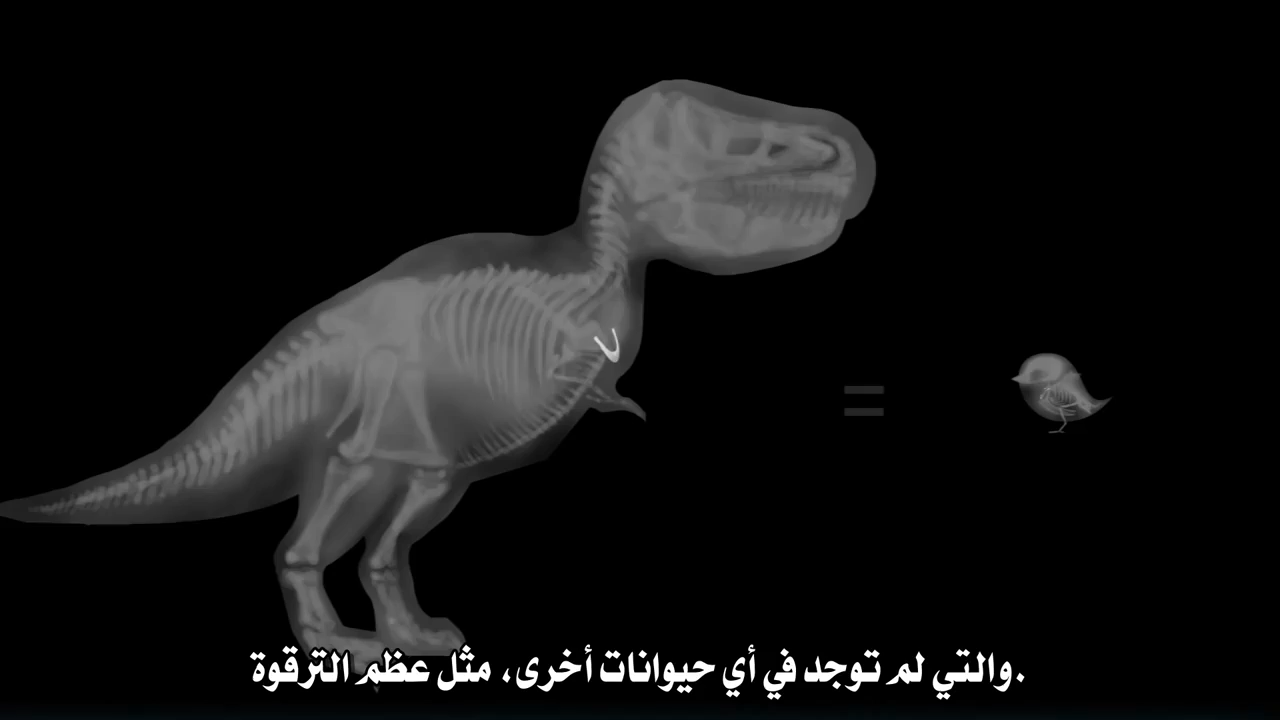 .والتي لم توجد في أي حيوانات أخرى، مثل عظم الترقوة